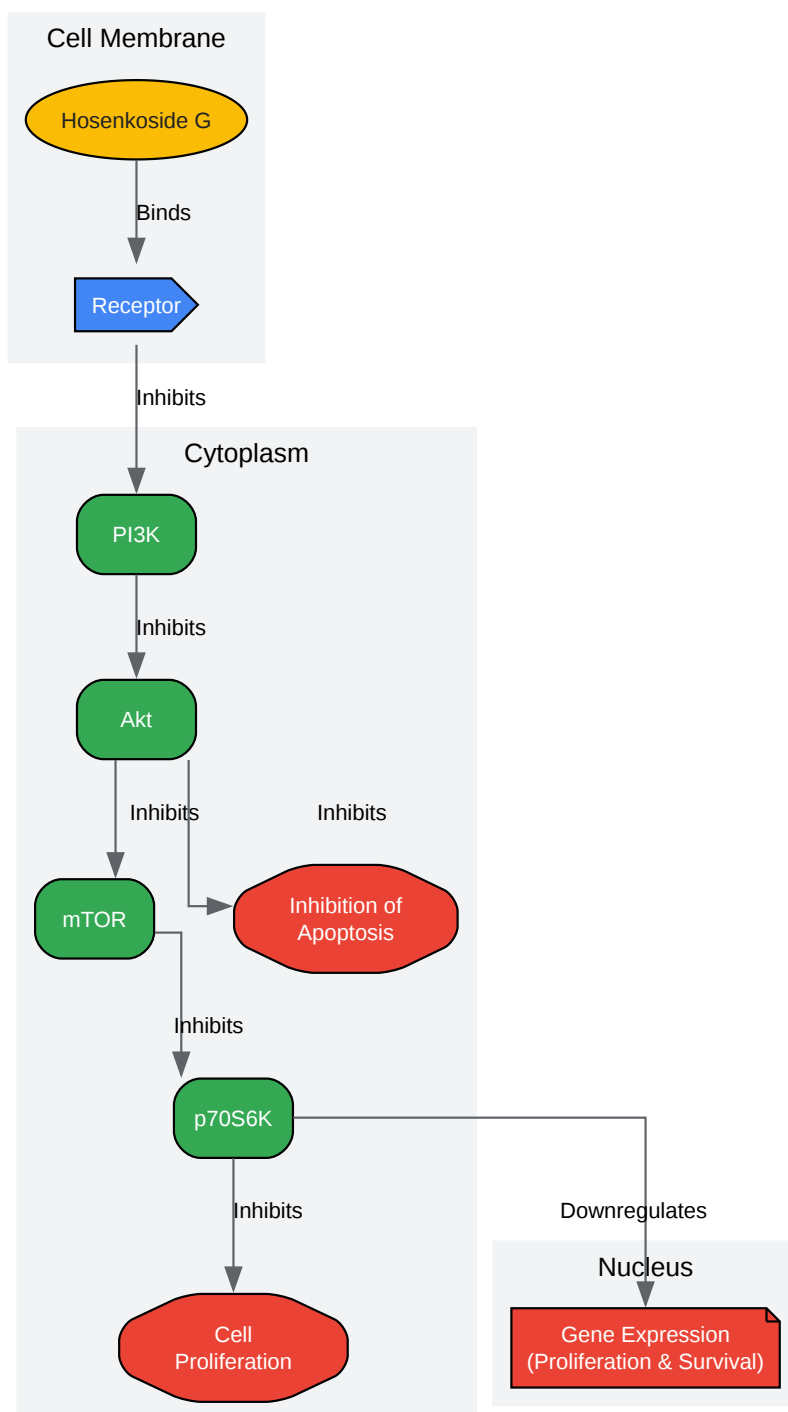 Cell Membrane
Hosenkoside G
Binds
Receptor
Inhibits
Cytoplasm
PI3K
Inhibits
Akt
Inhibits
Inhibits
Inhibition of
Apoptosis
mTOR
Inhibits
p70S6K
Inhibits
Downregulates
Nucleus
Cell
Proliferation
Gene Expression
(Proliferation & Survival)